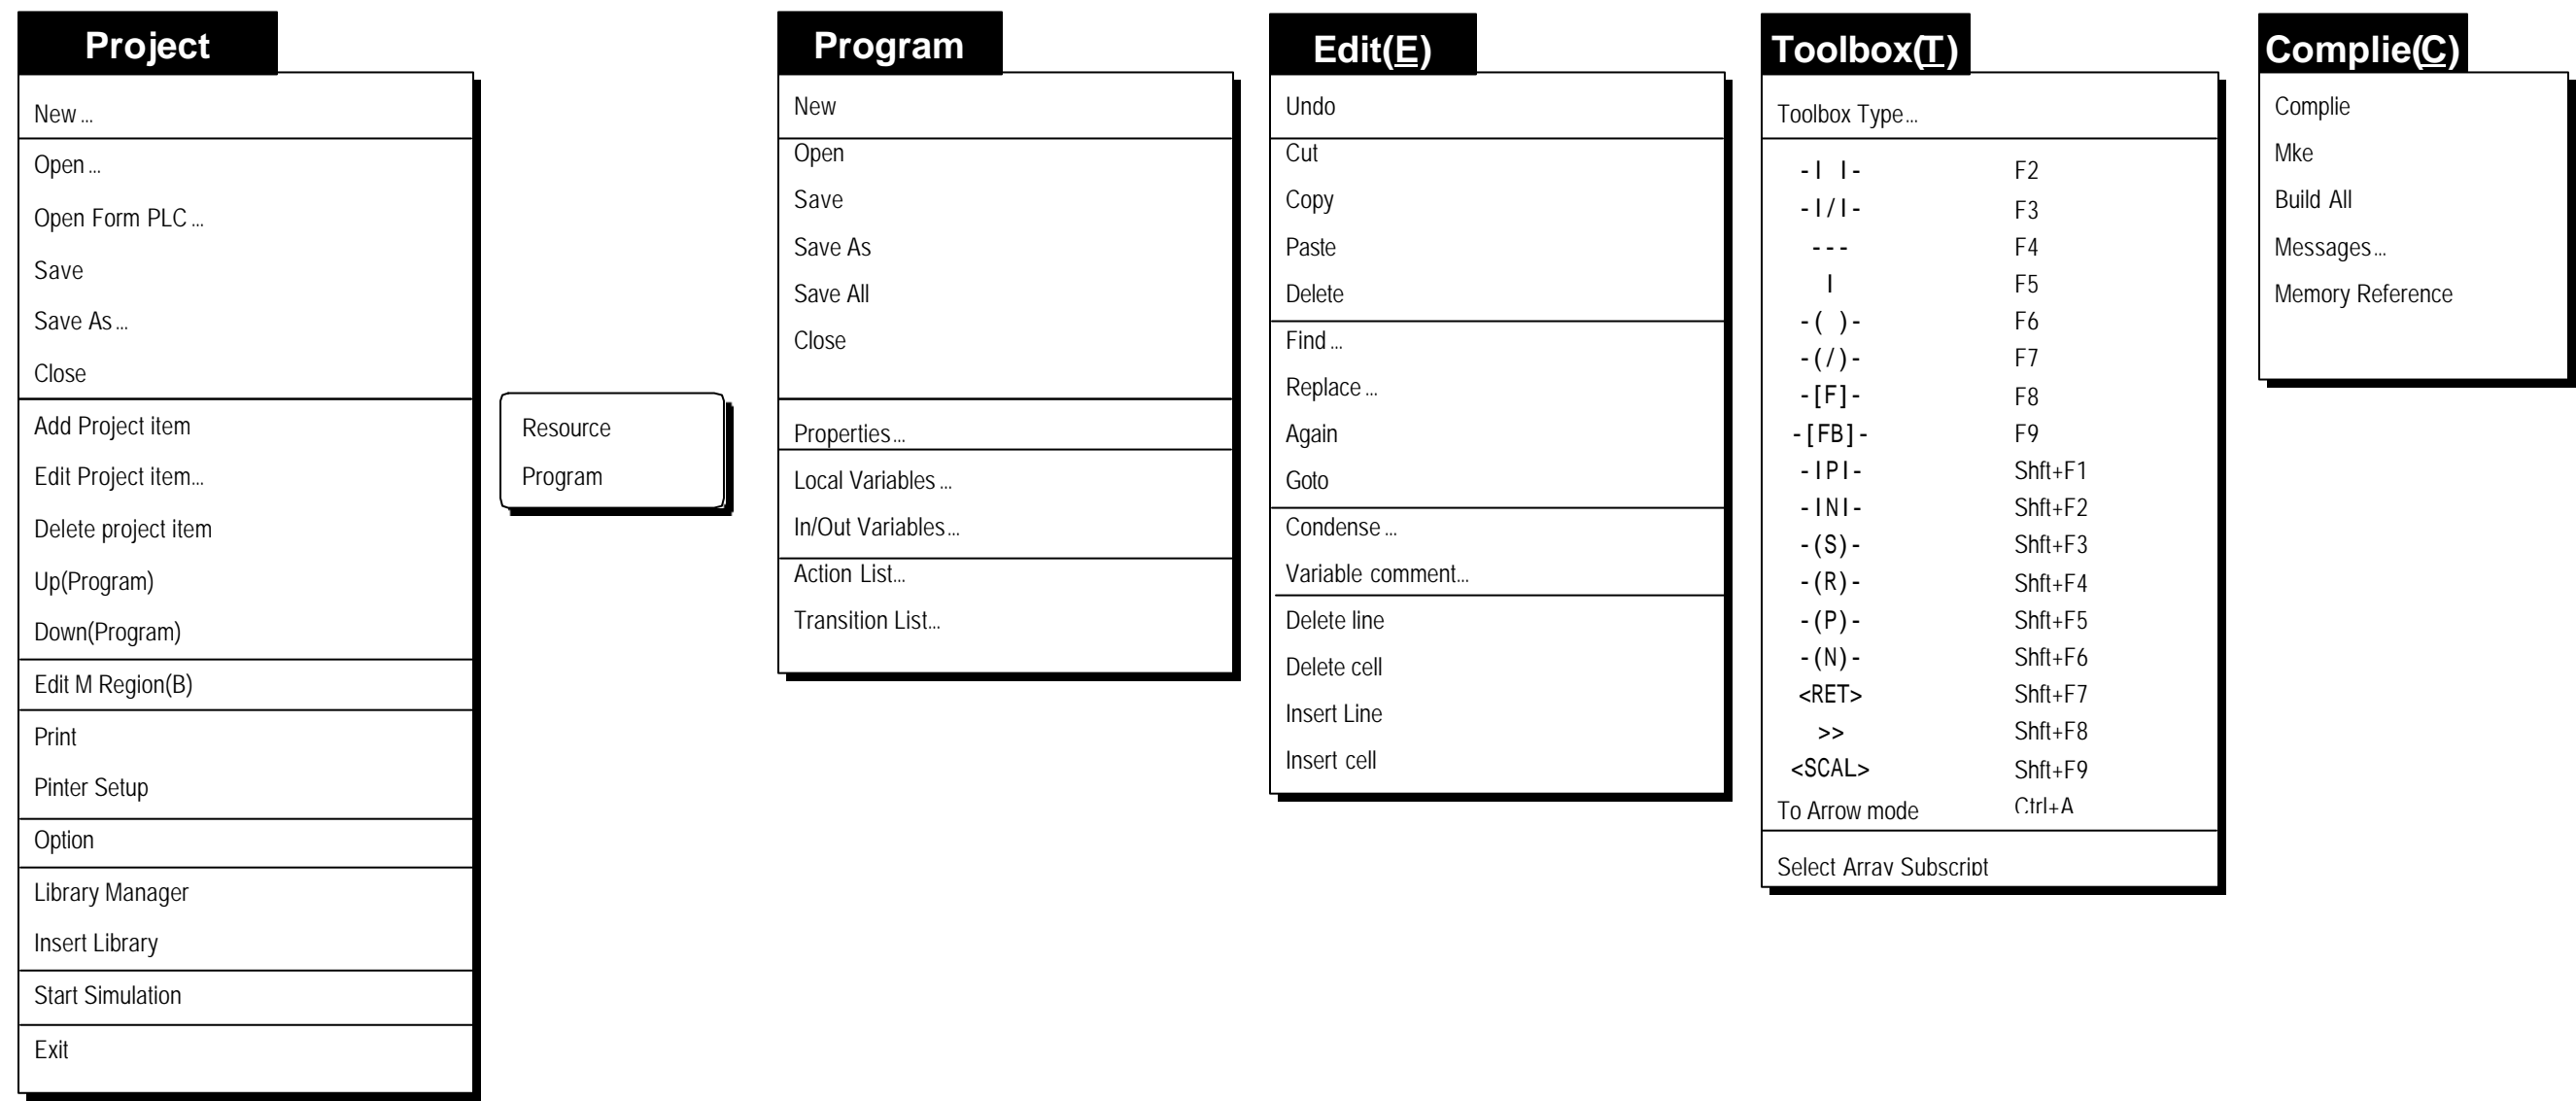 Project
New ...
Open ...
Open Form PLC ...
Save
Save As ...
Close
Add Project item
Edit Project item...
Delete project item
Up(Program)
Down(Program)
Edit M Region(B)
Print
Pinter Setup
Option
Library Manager
Insert Library
Start Simulation
Exit
Resource
Program
Program
New
Open
Save
Save As
Save All
Close
Properties...
Local Variables ...
In/Out Variables...
Action List...
Transition List...
Edit(E)
Undo
Cut
Copy
Paste
Delete
Find ...
Replace ...
Again
Goto
Condense ...
Variable comment...
Delete line
Delete cell
Insert Line
Insert cell
Toolbox(T)
Toolbox Type...
-| |- F2
-|/|- F3
--- F4
| F5
-( )- F6
-(/)- F7
-[F]- F8
-[FB]- F9
-|P|- Shft+F1
-|N|- Shft+F2
-(S)- Shft+F3
-(R)- Shft+F4
-(P)- Shft+F5
-(N)- Shft+F6
<RET> Shft+F7
>> Shft+F8
<SCAL> Shft+F9
To Arrow mode Ctrl+A
Select Array Subscript
Complie(C)
Complie
Mke
Build All
Messages...
Memory Reference